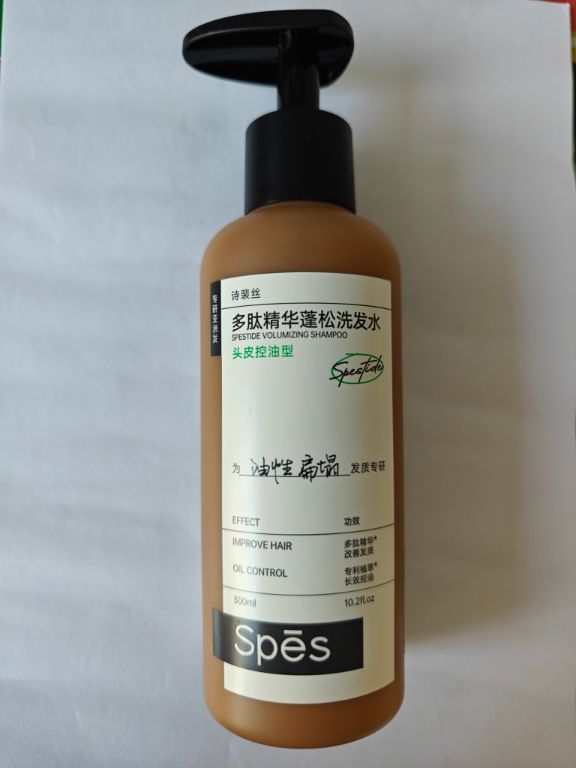 专研亚洲发
诗裴丝
多肽精华蓬松洗发水
SPESTIDE VOLUMIZING SHAMPOO
头皮控油型
Spestide
为 油性扁塌 发质专研
EFFECT 功效
IMPROVE HAIR 多肽精华*
改善发质
OIL CONTROL 专利植萃*
长效控油
300ml 10.2fl.oz
Spēs